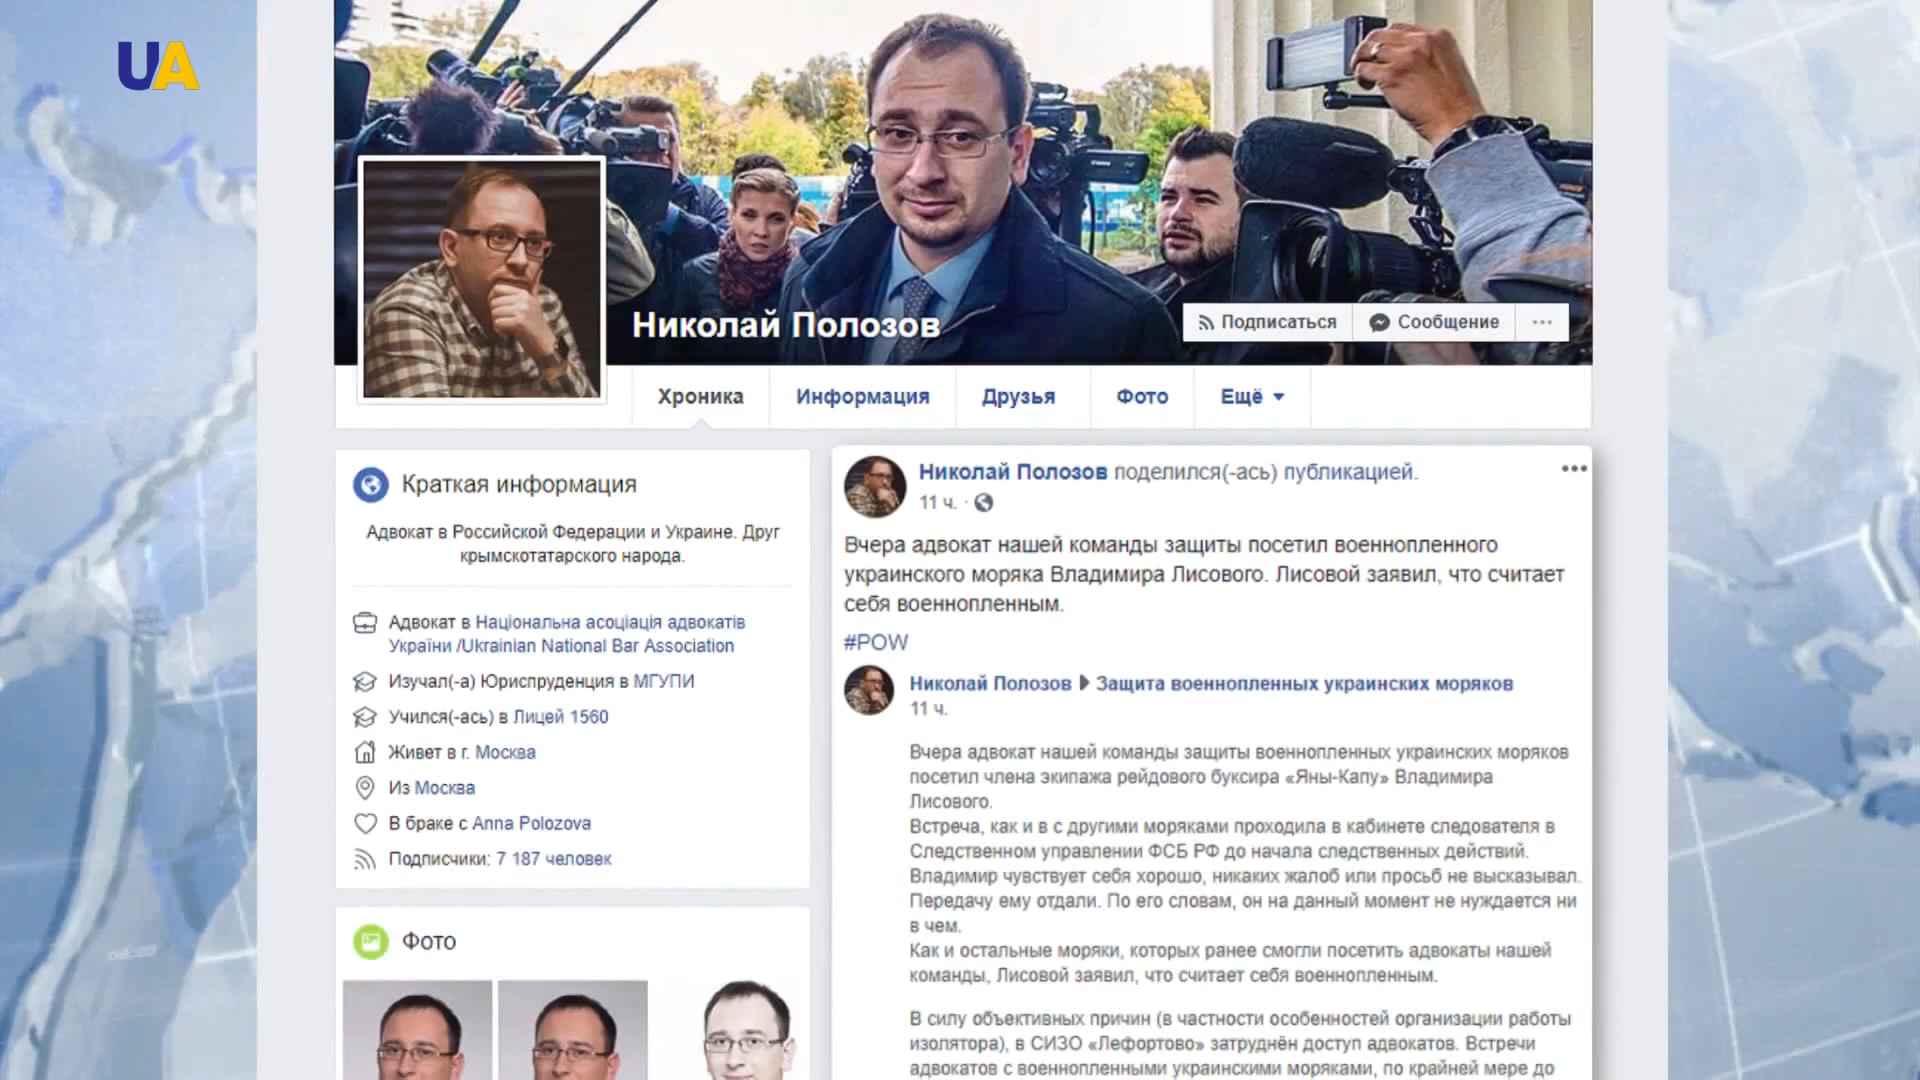 UA
Николай Полозов
Подписаться
Сообщение
Хроника
Информация
Друзья
Фото
Ещё
Краткая информация
Адвокат в Российской Федерации и Украине. Друг
крымскотатарского народа.
Адвокат в Національна асоціація адвокатів
України /Ukrainian National Bar Association
Изучал(-а) Юриспруденция в МГУПИ
Учился(-ась) в Лицей 1560
Живет в г. Москва
Из Москва
В браке с Anna Polozova
Подписчики: 7 187 человек
Фото
Николай Полозов поделился(-ась) публикацией.
11 ч.
Вчера адвокат нашей команды защиты посетил военнопленного
украинского моряка Владимира Лисового. Лисовой заявил, что считает
себя военнопленным.
#POW
Николай Полозов Защита военнопленных украинских моряков
11 ч.
Вчера адвокат нашей команды защиты военнопленных украинских моряков
посетил члена экипажа рейдового буксира «Яны-Капу» Владимира
Лисового.
Встреча, как и в с другими моряками проходила в кабинете следователя в
Следственном управлении ФСБ РФ до начала следственных действий.
Владимир чувствует себя хорошо, никаких жалоб или просьб не высказывал.
Передачу ему отдали. По его словам, он на данный момент не нуждается ни
в чем.
Как и остальные моряки, которых ранее смогли посетить адвокаты нашей
команды, Лисовой заявил, что считает себя военнопленным.
В силу объективных причин (в частности особенностей организации работы
изолятора), в СИЗО «Лефортово» затруднён доступ адвокатов. Встречи
адвокатов с военнопленными украинскими моряками, по крайней мере до